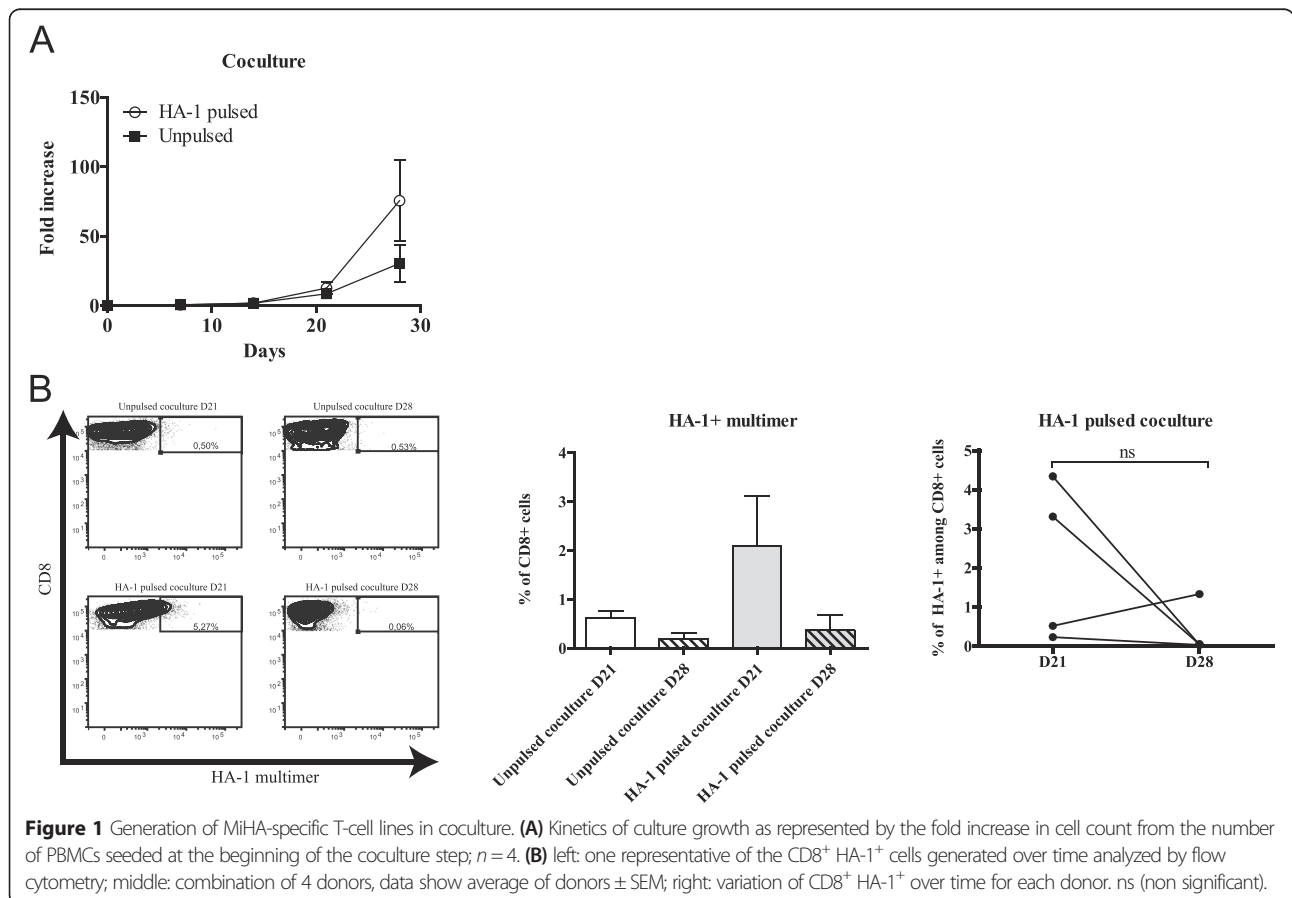 A
Coculture
150
100
50
0
Fold increase
HA-1 pulsed
Unpulsed
0 10 20 30
Days
B
Unpulsed coculture D21
0,50%
Unpulsed coculture D28
0.53%
HA-1 pulsed coculture D21
5,27%
HA-1 pulsed coculture D28
0.06%
CD8
HA-1 multimer
HA-1+ multimer
4
3
2
1
0
% of CD8+ cells
Unpulsed coculture D21
Unpulsed coculture D28
HA-1 pulsed coculture D21
HA-1 pulsed coculture D28
HA-1 pulsed coculture
ns
5
4
3
2
1
0
% of HA-1+ among CD8+ cells
D21 D28
Figure 1 Generation of MiHA-specific T-cell lines in coculture. (A) Kinetics of culture growth as represented by the fold increase in cell count from the number
of PBMCs seeded at the beginning of the coculture step; n = 4. (B) left: one representative of the CD8+ HA-1+ cells generated over time analyzed by flow
cytometry; middle: combination of 4 donors, data show average of donors ± SEM; right: variation of CD8+ HA-1+ over time for each donor. ns (non significant).